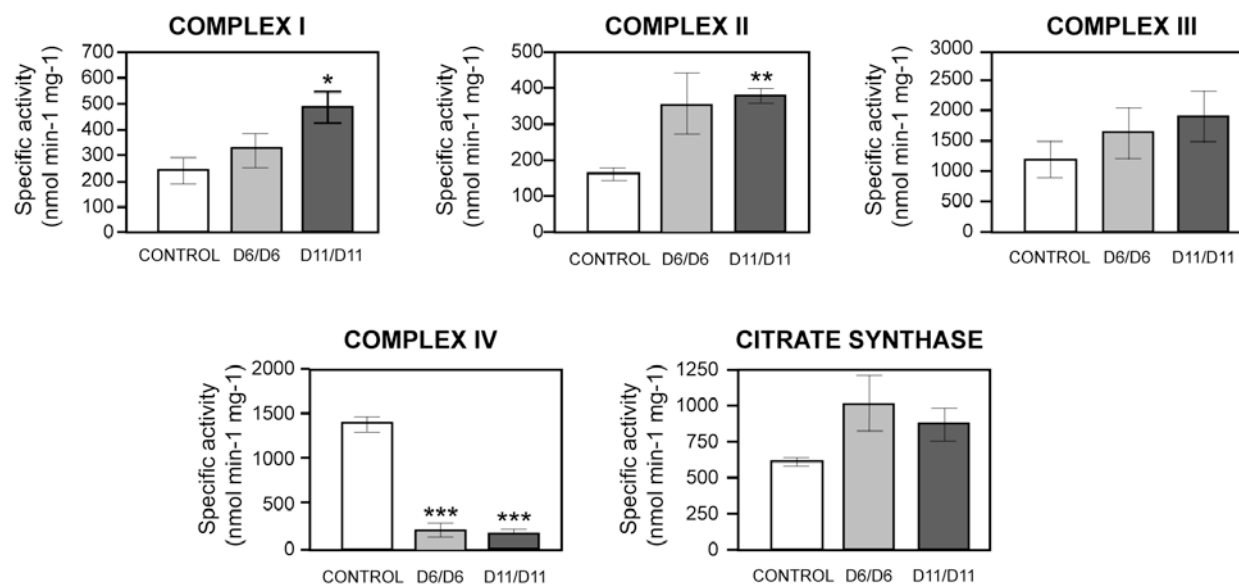 COMPLEX I
Specific activity
(nmol min-1 mg-1)
700
600
500
400
300
200
100
0
*
CONTROL D6/D6 D11/D11
COMPLEX II
Specific activity
(nmol min-1 mg-1)
500
400
300
200
100
0
**
CONTROL D6/D6 D11/D11
COMPLEX III
Specific activity
(nmol min-1 mg-1)
3000
2500
2000
1500
1000
500
0
CONTROL D6/D6 D11/D11
COMPLEX IV
Specific activity
(nmol min-1 mg-1)
2000
1500
1000
500
0
*** ***
CONTROL D6/D6 D11/D11
CITRATE SYNTHASE
Specific activity
(nmol min-1 mg-1)
1250
1000
750
500
250
0
CONTROL D6/D6 D11/D11